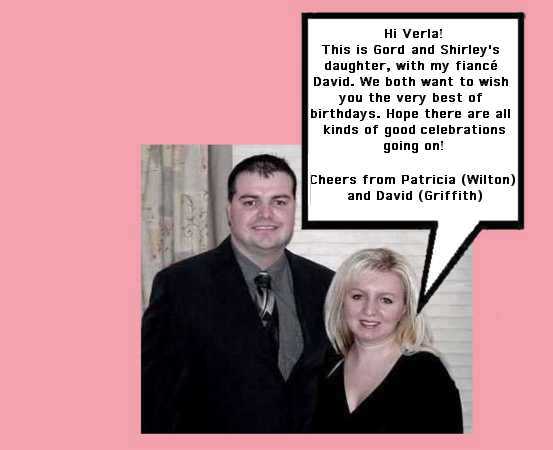 Hi Verla!
This is Gord and Shirley's
daughter, with my fiancé
David. We both want to wish
you the very best of
birthdays. Hope there are all
kinds of good celebrations
going on!
Cheers from Patricia (Wilton)
and David (Griffith)